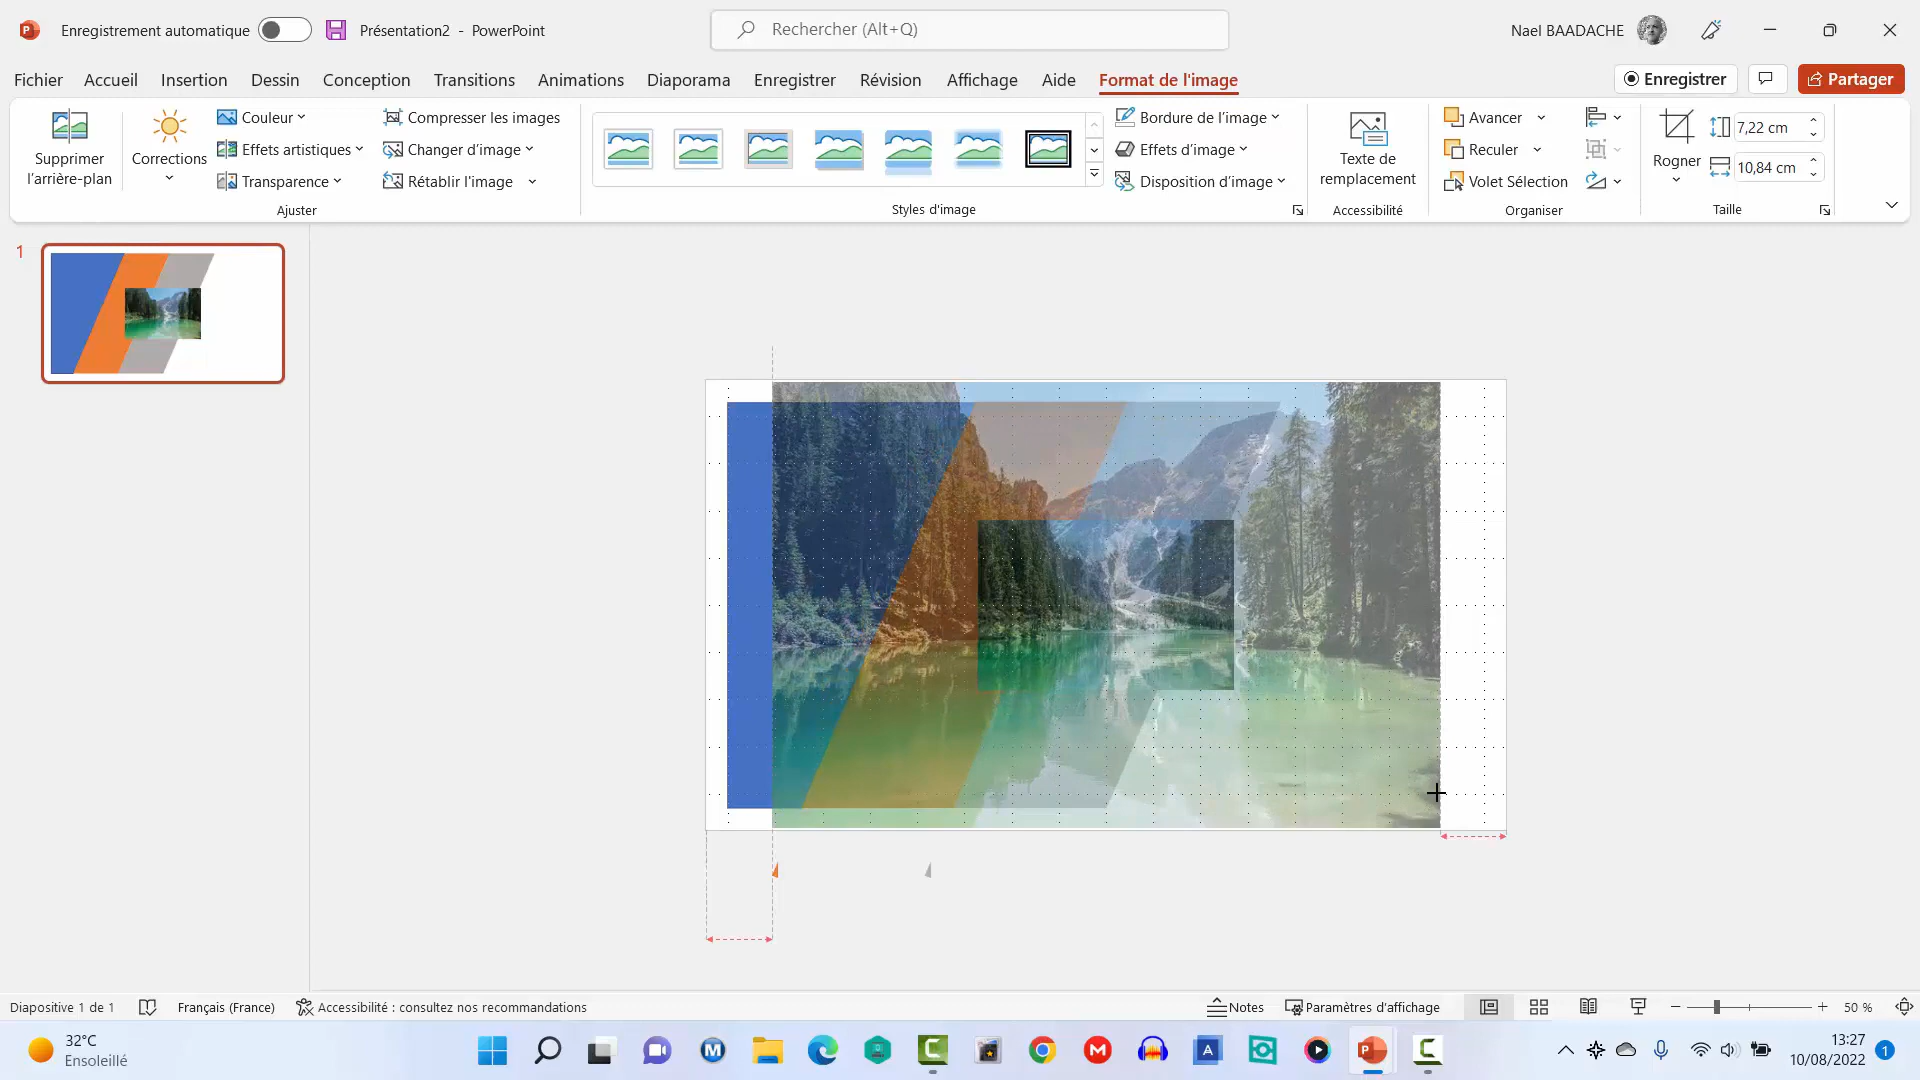 Enregistrement automatique
Présentation2 - PowerPoint
Rechercher (Alt+Q)
Nael BAADACHE
Fichier
Accueil
Insertion
Dessin
Conception
Transitions
Animations
Diaporama
Enregistrer
Révision
Affichage
Aide
Format de l'image
Enregistrer
Partager
Supprimer
l'arrière-plan
Corrections
Couleur
Effets artistiques
Transparence
Compresser les images
Changer d'image
Rétablir l'image
Ajuster
Styles d'image
Bordure de l'image
Effets d'image
Disposition d'image
Texte de
remplacement
Accessibilité
Avancer
Reculer
Volet Sélection
Organiser
Rogner
7,22 cm
10,84 cm
Taille
1
Diapositive 1 de 1
Français (France)
Accessibilité : consultez nos recommandations
Notes
Paramètres d'affichage
50 %
32°C
Ensoleillé
13:27
10/08/2022
1